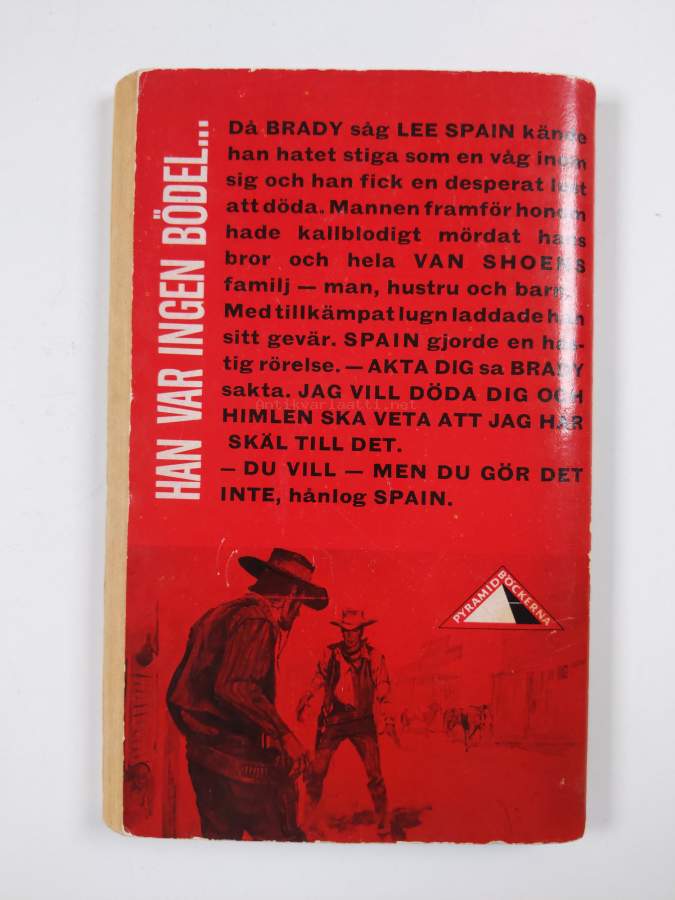 HAN VAR INGEN BÖDEL...
Då BRADY såg LEE SPAIN kände
han hatet stiga som en våg inom
sig och han fick en desperat lust
att döda. Mannen framför honom
hade kallblodigt mördat hans
bror och hela VAN SHOENS
familj — man, hustru och barn.
Med tillkämpat lugn laddade han
sitt gevär. SPAIN gjorde en has-
tig rörelse. — AKTA DIG sa BRADY
sakta. JAG VILL DÖDA DIG OCH
HIMLEN SKA VETA ATT JAG HAR
SKÄL TILL DET.
— DU VILL — MEN DU GÖR DET
INTE, hånlog SPAIN.
Antikvariaatti.net
PYRAMIDBÖCKERNA